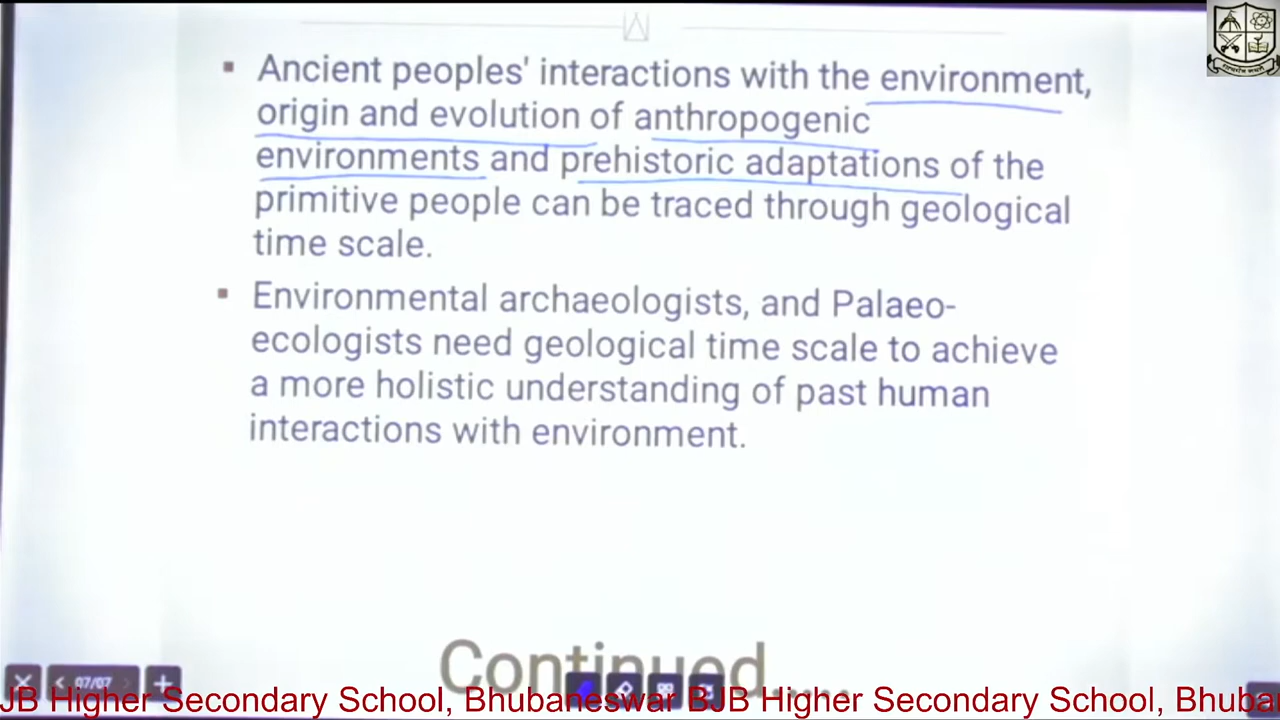 Ancient peoples' interactions with the environment,
origin and evolution of anthropogenic
environments and prehistoric adaptations of the
primitive people can be traced through geological
time scale.
Environmental archaeologists, and Palaeo-
ecologists need geological time scale to achieve
a more holistic understanding of past human
interactions with environment.
Continued.....
07/07
JB Higher Secondary School, Bhubaneswar BJB Higher Secondary School, Bhuba